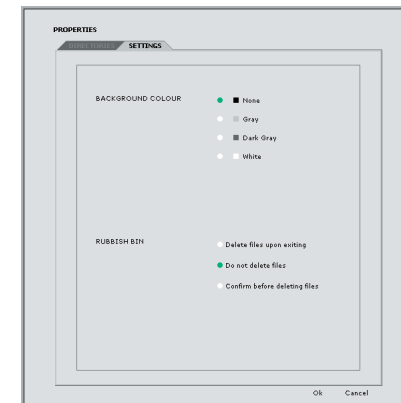 PROPERTIES
SETTINGS
BACKGROUND COLOUR
None
Gray
Dark Gray
White
RUBBISH BIN
Delete files upon exiting
Do not delete files
Confirm before deleting files
Ok Cancel